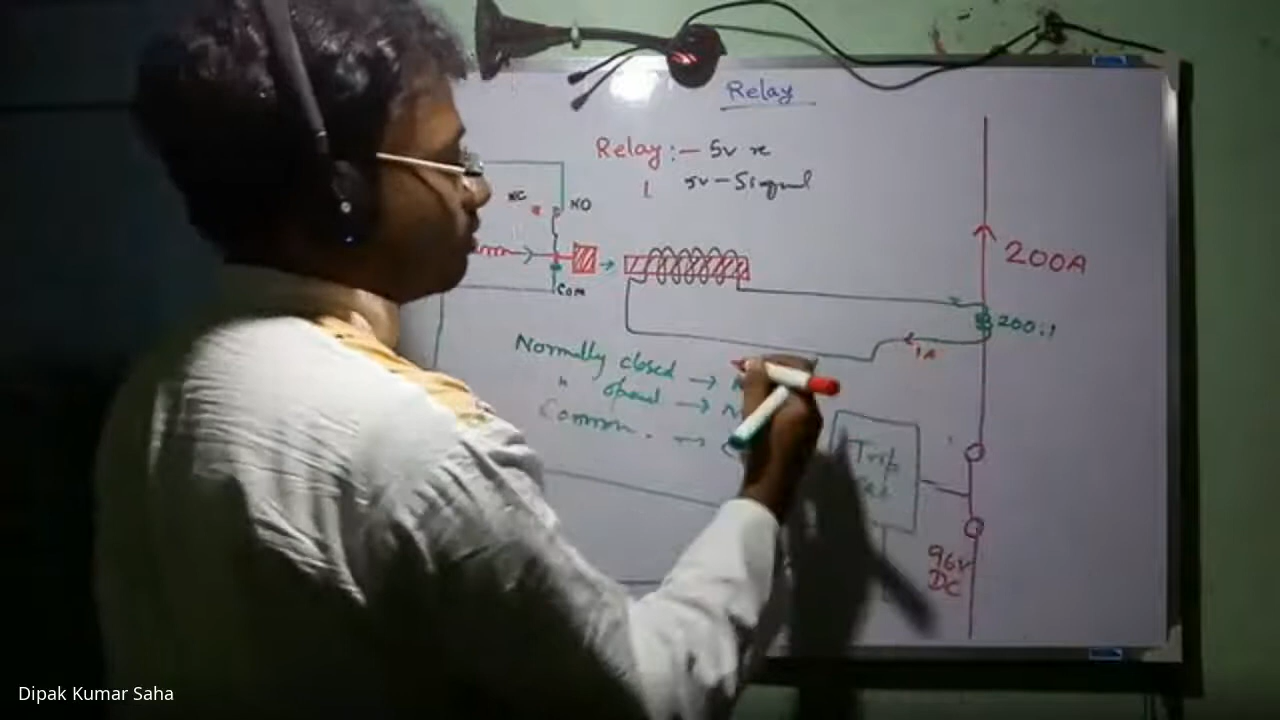 Relay
Relay :- 5v
5v - Signal
NC
NO
Com
200A
200:1
1A
Normally closed →
" opened →
Common. →
Trip
96v
DC
Dipak Kumar Saha